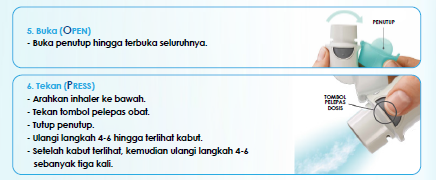 5. Buka (OPEN)
- Buka penutup hingga terbuka seluruhnya.
PENUTUP
6. Tekan (PRESS)
- Arahkan inhaler ke bawah.
- Tekan tombol pelepas obat.
- Tutup penutup.
- Ulangi langkah 4-6 hingga terlihat kabut.
- Setelah kabut terlihat, kemudian ulangi langkah 4-6
sebanyak tiga kali.
TOMBOL
PELEPAS
DOSIS